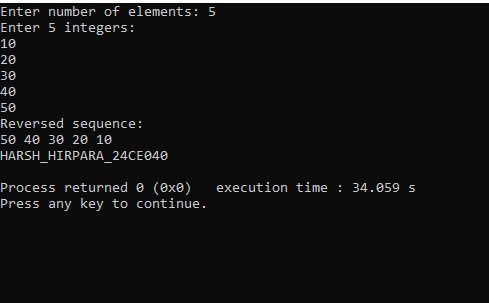 Enter number of elements: 5
Enter 5 integers:
10
20
30
40
50
Reversed sequence:
50 40 30 20 10
HARSH_HIRPARA_24CE040
Process returned 0 (0x0)   execution time : 34.059 s
Press any key to continue.